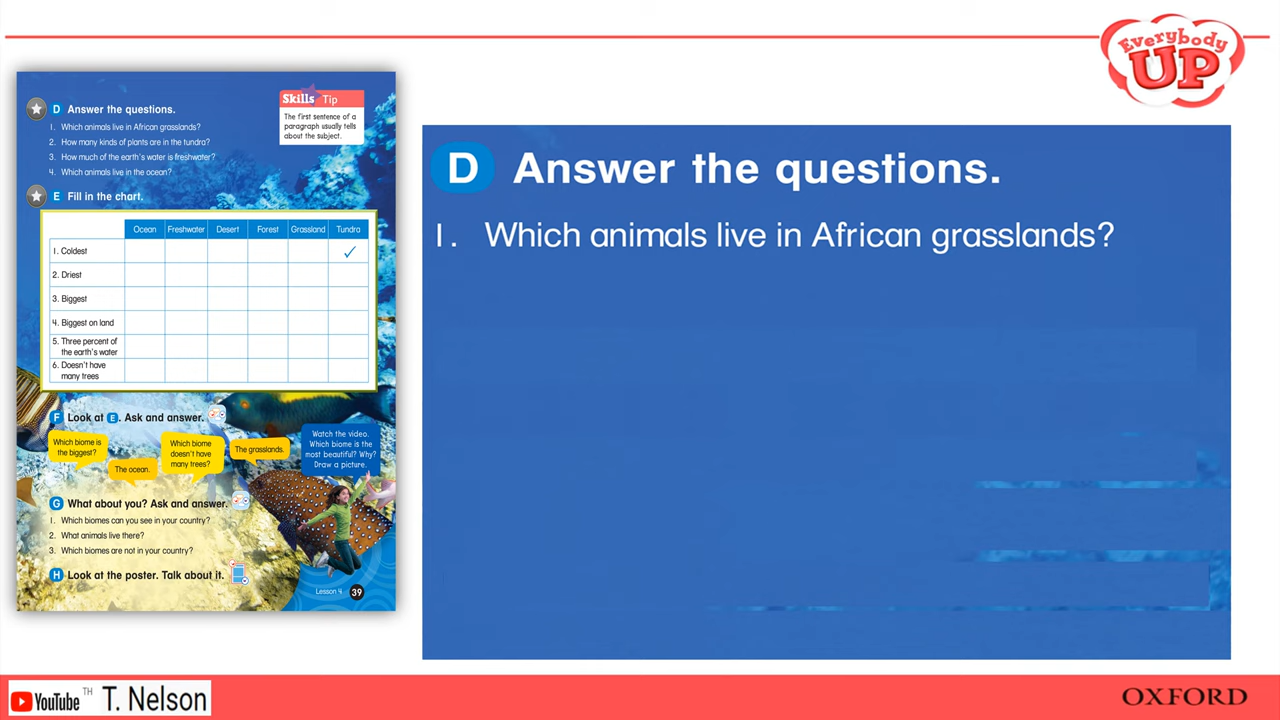 Everybody
UP
D Answer the questions.
1. Which animals live in African grasslands?
2. How many kinds of plants are in the tundra?
3. How much of the earth's water is freshwater?
4. Which animals live in the ocean?
Skills Tip
The first sentence of a
paragraph usually tells
about the subject.
E Fill in the chart.
Ocean Freshwater Desert Forest Grassland Tundra
1. Coldest ✓
2. Driest
3. Biggest
4. Biggest on land
5. Three percent of
the earth's water
6. Doesn't have
many trees
F Look at E. Ask and answer.
Which biome is
the biggest?
The ocean.
Which biome
doesn't have
many trees?
The grasslands.
Watch the video.
Which biome is the
most beautiful? Why?
Draw a picture.
G What about you? Ask and answer.
1. Which biomes can you see in your country?
2. What animals live there?
3. Which biomes are not in your country?
H Look at the poster. Talk about it.
Lesson 4 39
D Answer the questions.
1. Which animals live in African grasslands?
YouTube TH T. Nelson
OXFORD